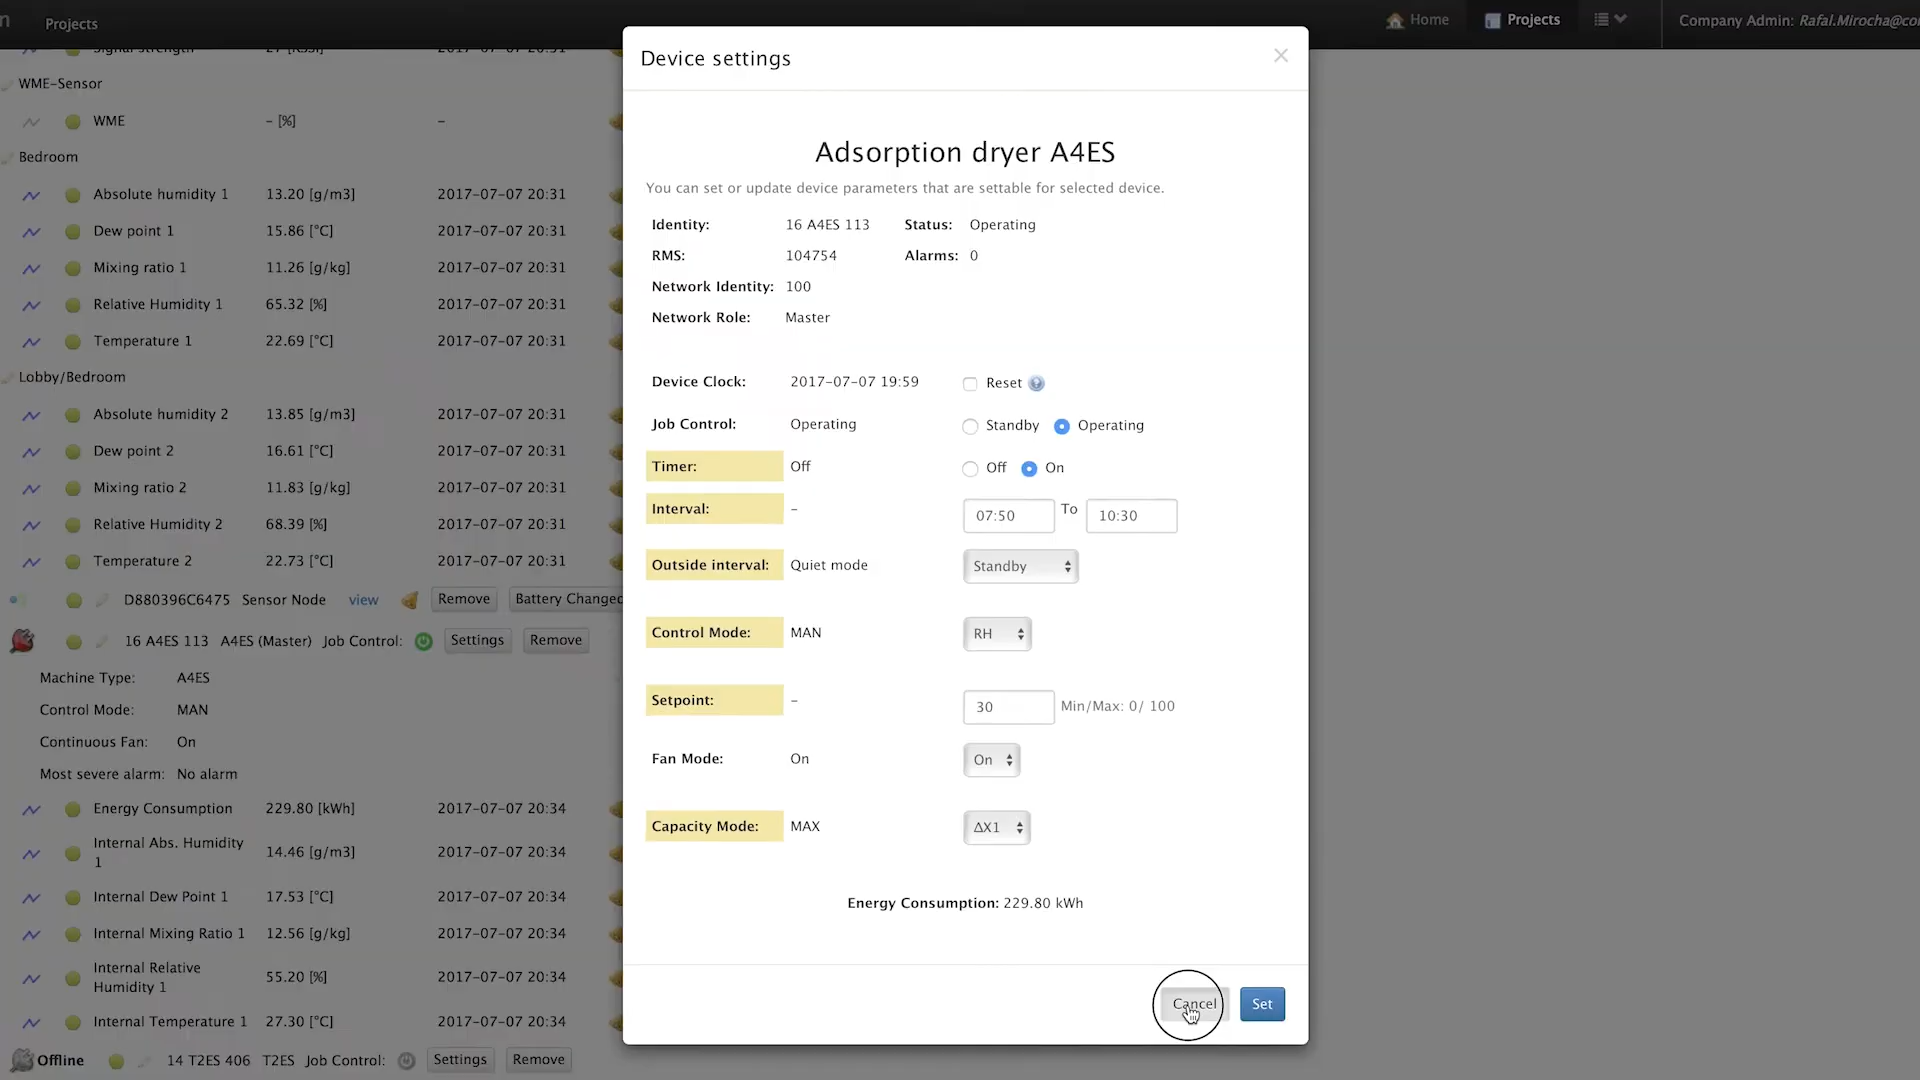 n
Projects
Home
Projects
Company Admin: Rafal.Mirocha@co
Signal strength 27 [RSSI] 2017-07-07 20:31
WME-Sensor
WME - [%] -
Bedroom
Absolute humidity 1 13.20 [g/m3] 2017-07-07 20:31
Dew point 1 15.86 [°C] 2017-07-07 20:31
Mixing ratio 1 11.26 [g/kg] 2017-07-07 20:31
Relative Humidity 1 65.32 [%] 2017-07-07 20:31
Temperature 1 22.69 [°C] 2017-07-07 20:31
Lobby/Bedroom
Absolute humidity 2 13.85 [g/m3] 2017-07-07 20:31
Dew point 2 16.61 [°C] 2017-07-07 20:31
Mixing ratio 2 11.83 [g/kg] 2017-07-07 20:31
Relative Humidity 2 68.39 [%] 2017-07-07 20:31
Temperature 2 22.73 [°C] 2017-07-07 20:31
D880396C6475 Sensor Node view Remove Battery Changed
16 A4ES 113 A4ES (Master) Job Control: Settings Remove
Machine Type: A4ES
Control Mode: MAN
Continuous Fan: On
Most severe alarm: No alarm
Energy Consumption 229.80 [kWh] 2017-07-07 20:34
Internal Abs. Humidity
1 14.46 [g/m3] 2017-07-07 20:34
Internal Dew Point 1 17.53 [°C] 2017-07-07 20:34
Internal Mixing Ratio 1 12.56 [g/kg] 2017-07-07 20:34
Internal Relative
Humidity 1 55.20 [%] 2017-07-07 20:34
Internal Temperature 1 27.30 [°C] 2017-07-07 20:34
Offline 14 T2ES 406 T2ES Job Control: Settings Remove
Device settings
×
Adsorption dryer A4ES
You can set or update device parameters that are settable for selected device.
Identity: 16 A4ES 113 Status: Operating
RMS: 104754 Alarms: 0
Network Identity: 100
Network Role: Master
Device Clock: 2017-07-07 19:59 Reset
Job Control: Operating Standby Operating
Timer: Off Off On
Interval: - 07:50 To 10:30
Outside interval: Quiet mode Standby
Control Mode: MAN RH
Setpoint: - 30 Min/Max: 0/ 100
Fan Mode: On On
Capacity Mode: MAX ΔX1
Energy Consumption: 229.80 kWh
Cancel Set